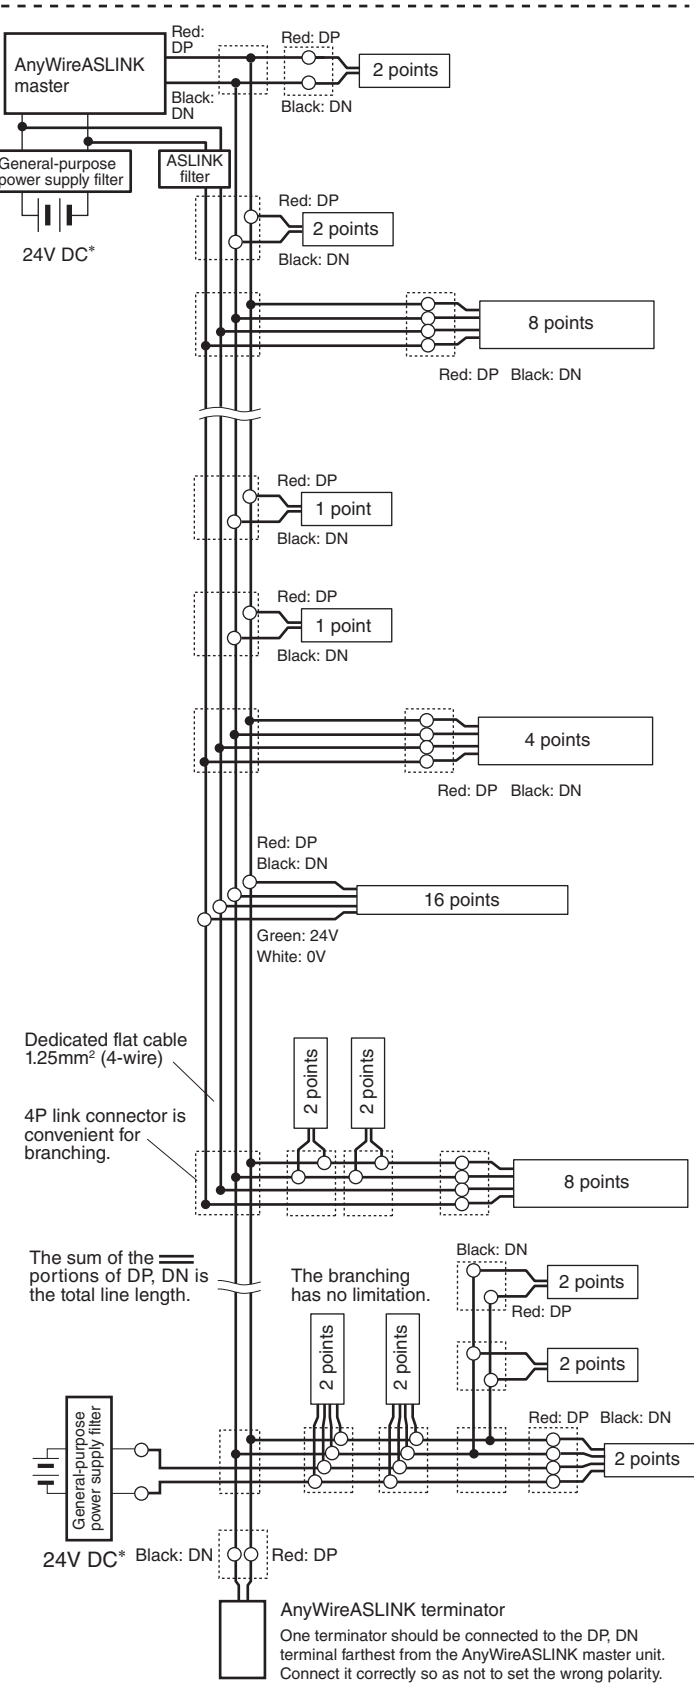 Red:
DP
Red: DP
AnyWireASLINK
master
2 points
Black:
DN
Black: DN
General-purpose
power supply filter
ASLINK
filter
24V DC*
Red: DP
2 points
Black: DN
8 points
Red: DP Black: DN
Red: DP
1 point
Black: DN
Red: DP
1 point
Black: DN
4 points
Red: DP Black: DN
Red: DP
Black: DN
16 points
Green: 24V
White: 0V
Dedicated flat cable
1.25mm² (4-wire)
2 points
2 points
4P link connector is
convenient for
branching.
8 points
The sum of the
portions of DP, DN is
the total line length.
The branching
has no limitation.
Black: DN
2 points
Red: DP
2 points
2 points
2 points
Red: DP Black: DN
2 points
General-purpose
power supply filter
24V DC*
Black: DN
Red: DP
AnyWireASLINK terminator
One terminator should be connected to the DP, DN
terminal farthest from the AnyWireASLINK master unit.
Connect it correctly so as not to set the wrong polarity.